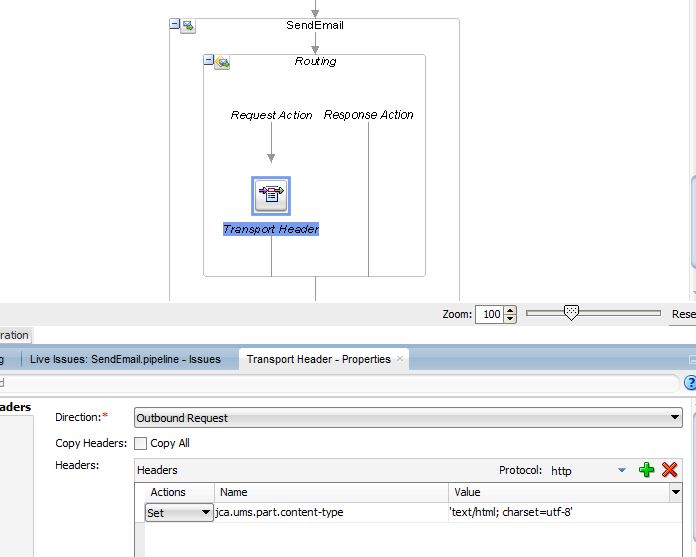 SendEmail
Routing
Request Action Response Action
Transport Header
Zoom: 100 Rese
ration
g Live Issues: SendEmail.pipeline - Issues Transport Header - Properties
d
aders
Direction:* Outbound Request
Copy Headers: Copy All
Headers: Headers Protocol: http
Actions Name Value
Set jca.ums.part.content-type 'text/html; charset=utf-8'